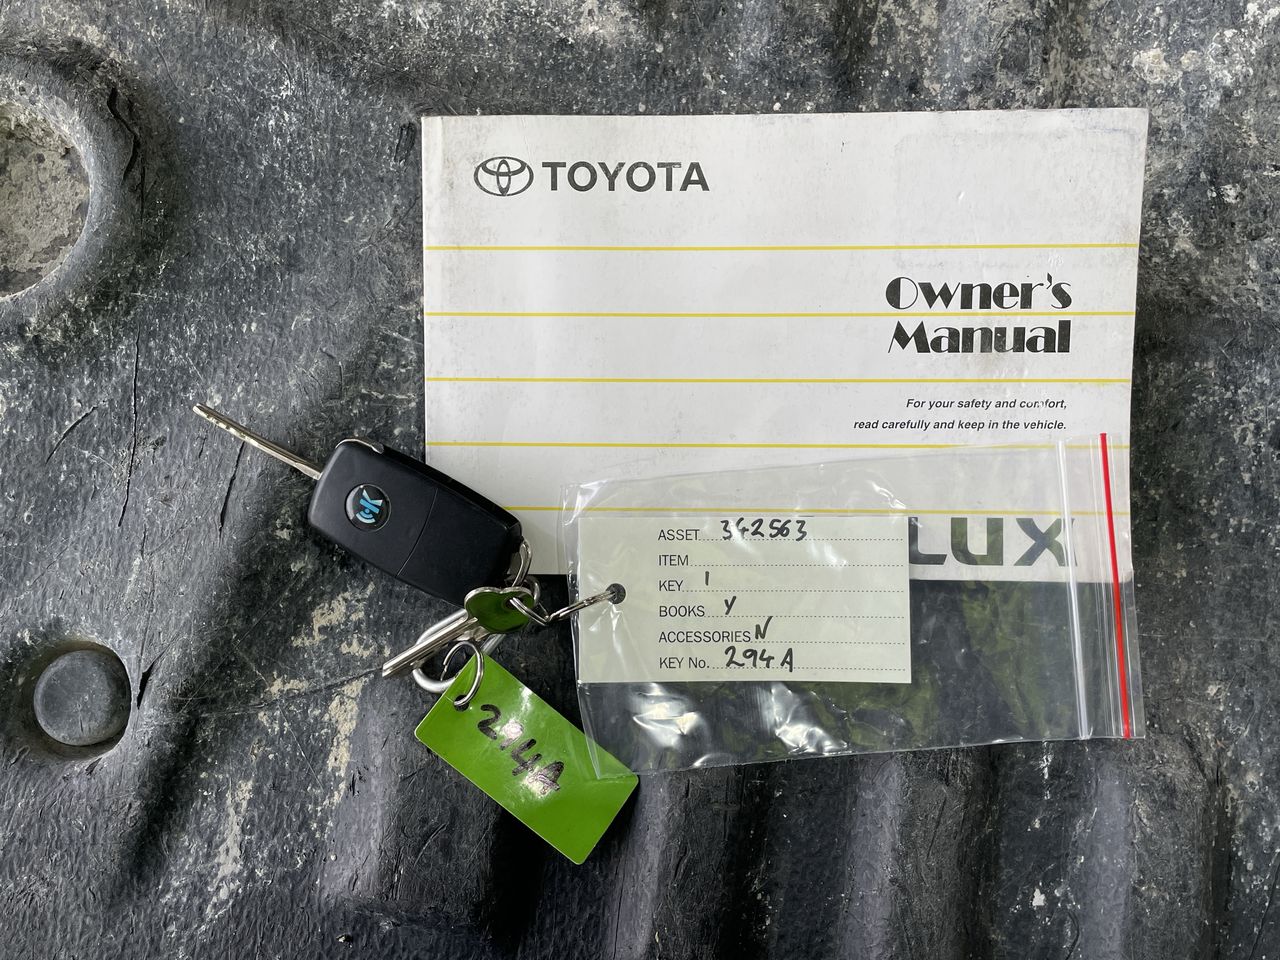 TOYOTA
Owner's
Manual
For your safety and comfort,
read carefully and keep in the vehicle.
LUX
K
ASSET 342563
ITEM
KEY 1
BOOKS Y
ACCESSORIES N
KEY No. 294A
294A